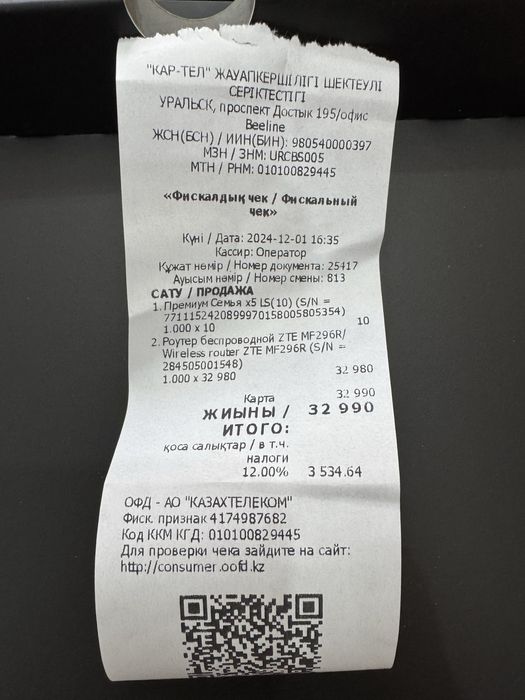 "КАР-ТЕЛ" ЖАУАПКЕРШІЛІГІ ШЕКТЕУЛІ
СЕРІКТЕСТІГІ
УРАЛЬСК, проспект Достык 195/офис
Beeline
ЖСН(БСН) / ИИН(БИН): 980540000397
МЗН / ЗНМ: URCBS005
МТН / РНМ: 010100829445
«Фискалдық чек / Фискальный
чек»
Күні / Дата: 2024-12-01 16:35
Кассир: Оператор
Құжат нөмір / Номер документа: 25417
Ауысым нөмір / Номер смены: 813
САТУ / ПРОДАЖА
1. Премиум Семья x5 LS(10) (S/N =
7711152420899970158005805354)
1.000 x 10 10
2. Роутер беспроводной ZTE MF296R/
Wireless router ZTE MF296R (S/N =
284505001548)
1.000 x 32 980 32 980
Карта 32 990
ЖИЫНЫ / 32 990
ИТОГО:
қоса салықтар / в т.ч.
налоги
12.00% 3 534.64
ОФД - АО "КАЗАХТЕЛЕКОМ"
Фиск. признак 4174987682
Код ККМ КГД: 010100829445
Для проверки чека зайдите на сайт:
http://consumer.oofd.kz